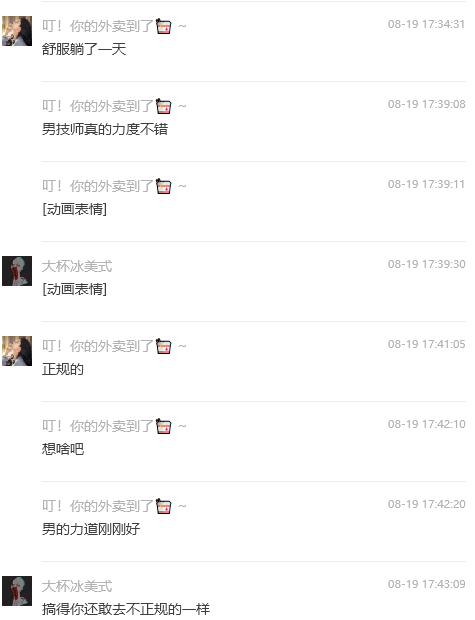 叮！你的外卖到了 ~
08-19 17:34:31
舒服躺了一天
叮！你的外卖到了 ~
08-19 17:39:08
男技师真的力度不错
叮！你的外卖到了 ~
08-19 17:39:11
[动画表情]
大杯冰美式
08-19 17:39:30
[动画表情]
叮！你的外卖到了 ~
08-19 17:41:05
正规的
叮！你的外卖到了 ~
08-19 17:42:10
想啥吧
叮！你的外卖到了 ~
08-19 17:42:20
男的力道刚刚好
大杯冰美式
08-19 17:43:09
搞得你还敢去不正规的一样